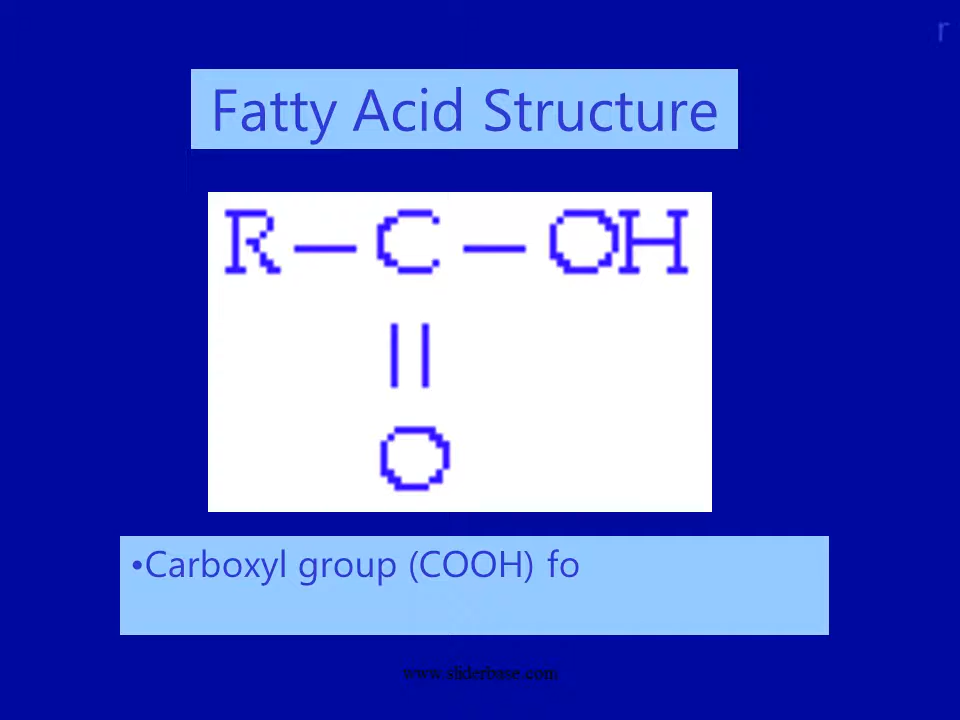 r
Fatty Acid Structure
R – C – OH
||
O
•Carboxyl group (COOH) fo
www.sliderbase.com